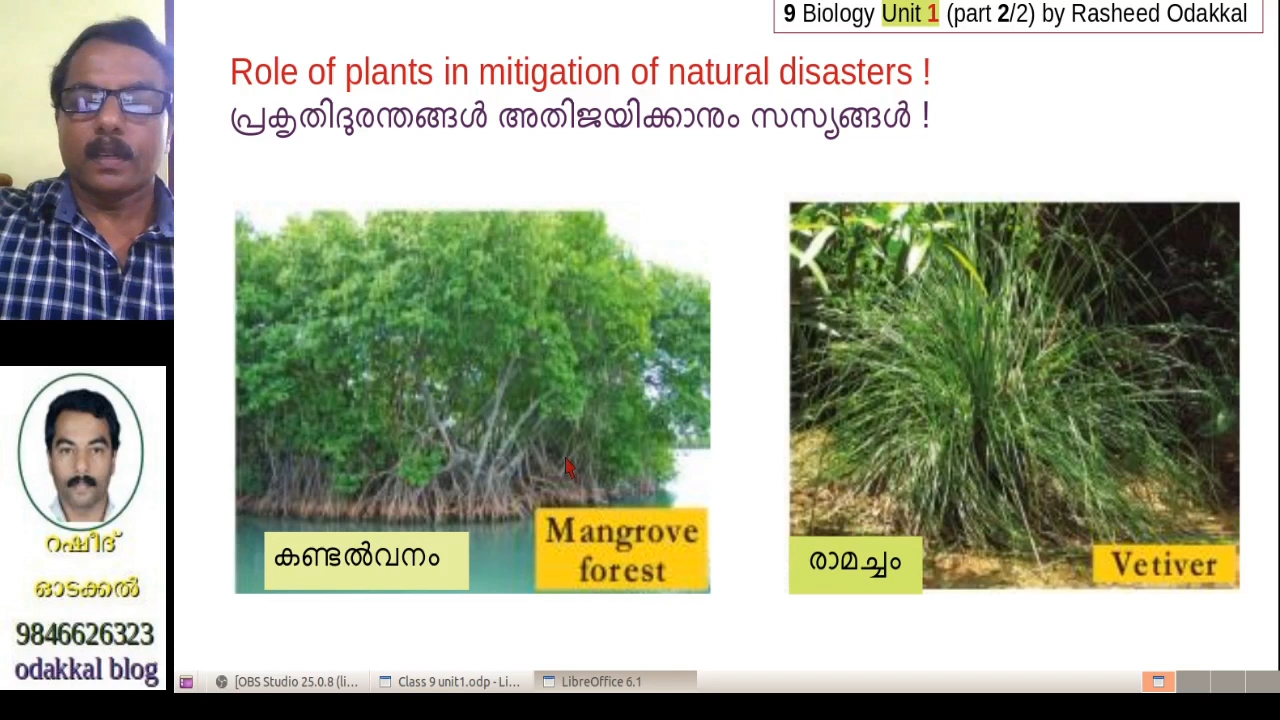 9 Biology Unit 1 (part 2/2) by Rasheed Odakkal
Role of plants in mitigation of natural disasters !
പ്രകൃതിദുരന്തങ്ങൾ അതിജയിക്കാനും സസ്യങ്ങൾ !
കണ്ടൽവനം
Mangrove
forest
രാമച്ചം
Vetiver
റഷീദ്
ഓടക്കൽ
9846626323
odakkal blog
[OBS Studio 25.0.8 (li...
Class 9 unit1.odp - Li...
LibreOffice 6.1